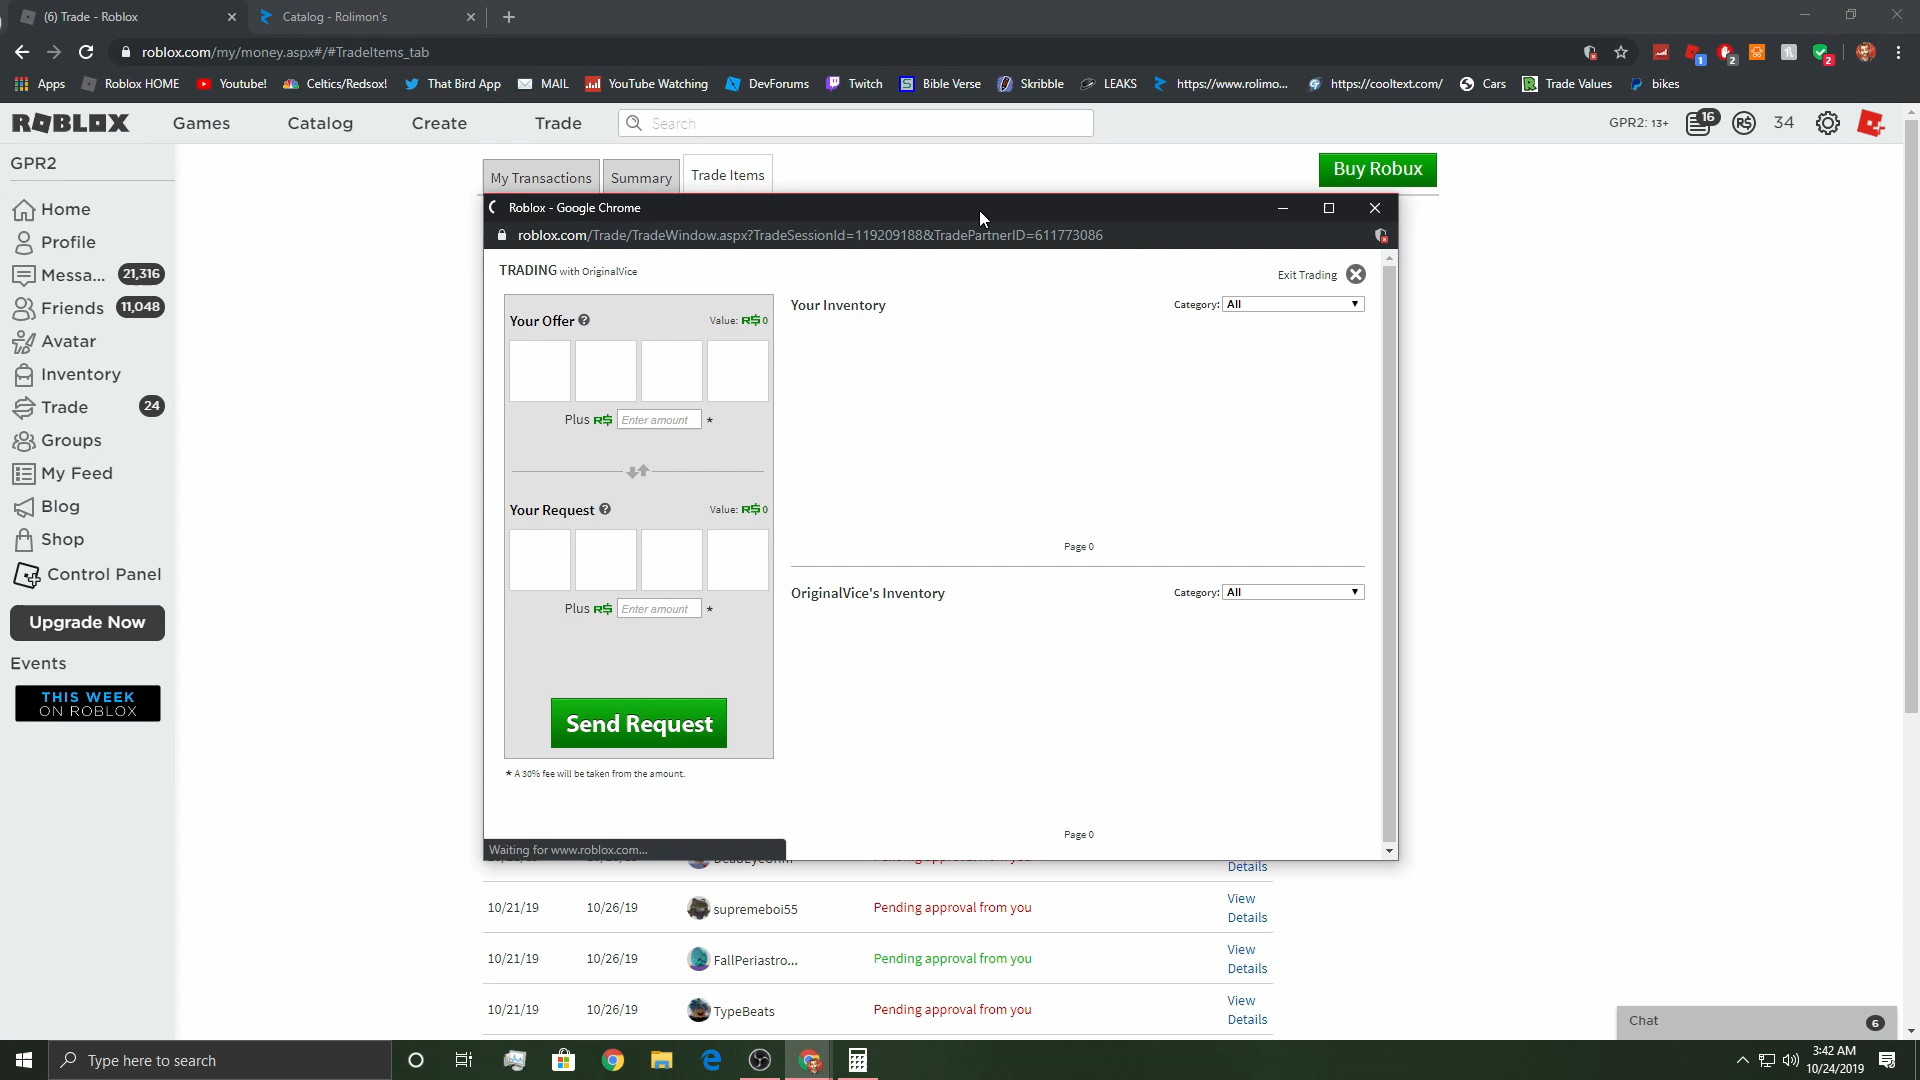 (6) Trade - Roblox
Catalog - Rolimon's
roblox.com/my/money.aspx#/#TradeItems_tab
1
2
2
Apps
Roblox HOME
Youtube!
Celtics/Redsox!
That Bird App
MAIL
YouTube Watching
DevForums
Twitch
Bible Verse
Skribble
LEAKS
https://www.rolimo...
https://cooltext.com/
Cars
Trade Values
bikes
ROBLOX
Games
Catalog
Create
Trade
Search
GPR2: 13+
16
34
GPR2
Home
Profile
Messa... 21,316
Friends 11,048
Avatar
Inventory
Trade 24
Groups
My Feed
Blog
Shop
Control Panel
Upgrade Now
Events
THIS WEEK
ON ROBLOX
My Transactions
Summary
Trade Items
Buy Robux
Roblox - Google Chrome
roblox.com/Trade/TradeWindow.aspx?TradeSessionId=119209188&TradePartnerID=611773086
TRADING with OriginalVice
Exit Trading
Your Offer ? Value: R$ 0
Plus R$ Enter amount *
Your Request ? Value: R$ 0
Plus R$ Enter amount *
Send Request
* A 30% fee will be taken from the amount.
Your Inventory
Category: All
Page 0
OriginalVice's Inventory
Category: All
Page 0
Waiting for www.roblox.com...
Details
10/21/19 10/26/19 supremeboi55 Pending approval from you View
Details
10/21/19 10/26/19 FallPeriastro... Pending approval from you View
Details
10/21/19 10/26/19 TypeBeats Pending approval from you View
Details
Chat 6
Type here to search
3:42 AM
10/24/2019